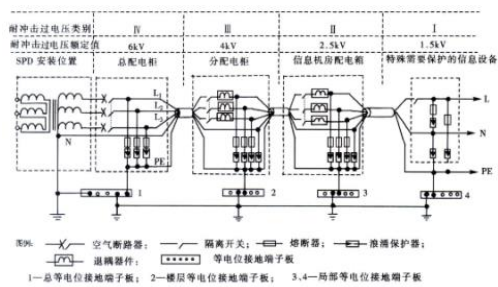 耐冲击过电压类别 Ⅳ Ⅲ Ⅱ Ⅰ
耐冲击过电压额定值 6kV 4kV 2.5kV 1.5kV
SPD 安装位置 总配电柜 分配电柜 信息机房配电箱 特殊需要保护的信息设备
L₁
L₂
L₃
N
PE
L
N
PE
1
2
3
4
图例: 空气断路器; 隔离开关; 熔断器; 浪涌保护器;
退耦器件; 等电位接地端子板;
1—总等电位接地端子板; 2—楼层等电位接地端子板; 3、4—局部等电位接地端子板